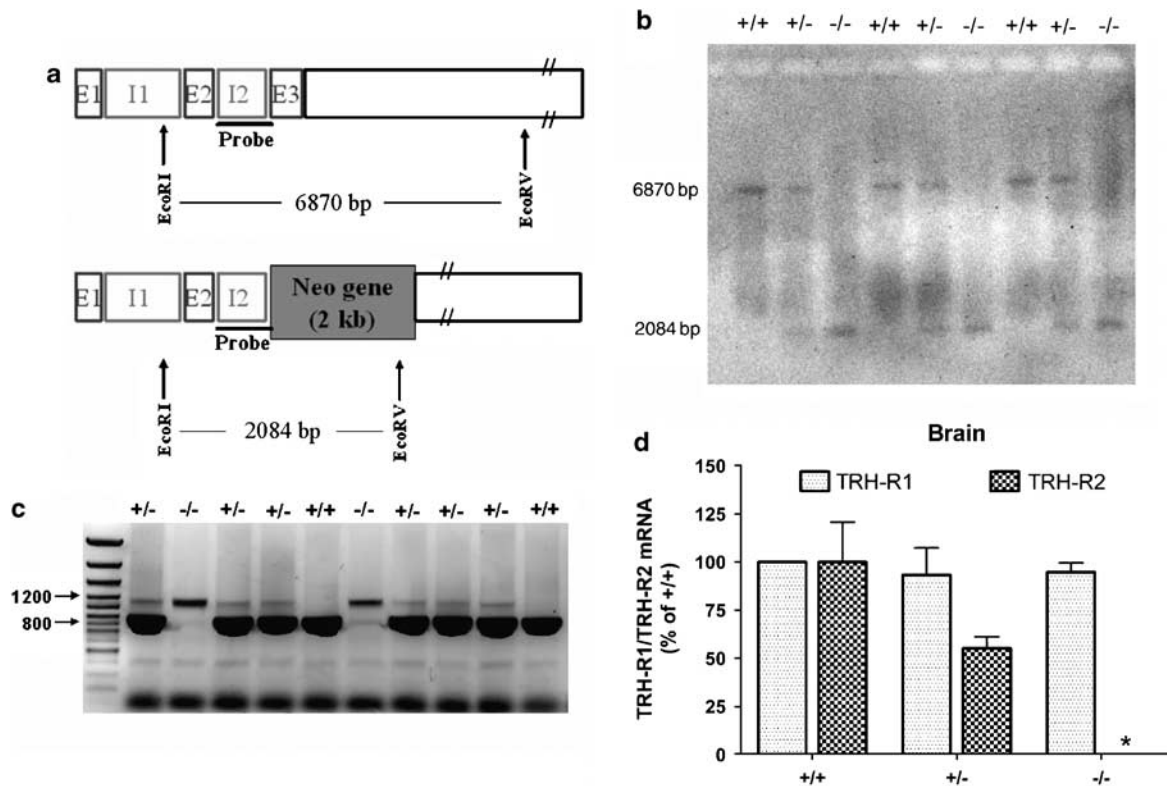 a
E1 I1 E2 I2 E3
Probe
EcoRI
EcoRV
6870 bp
E1 I1 E2 I2 Neo gene
(2 kb)
Probe
EcoRI
EcoRV
2084 bp
b
+/+ +/- -/- +/+ +/- -/- +/+ +/- -/-
6870 bp
2084 bp
c
+/- -/- +/- +/- +/+ -/- +/- +/- +/- +/+
1200
800
d
Brain
TRH-R1/TRH-R2 mRNA
(% of +/+)
150
125
100
75
50
25
0
TRH-R1 TRH-R2
*
+/+ +/- -/-